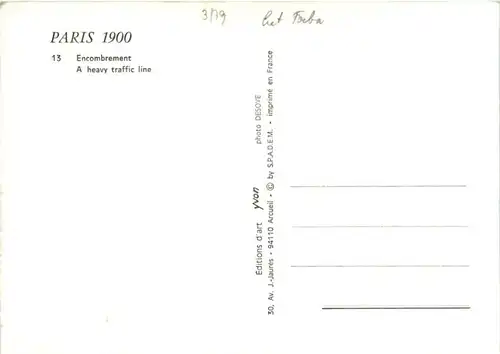 3/79
PARIS 1900
13 Encombrement
A heavy traffic line
Editions d'art yvon photo DESOYE
30, Av. J.-Jaurès - 94110 Arcueil - © by S.P.A.D.E.M. - imprimé en France